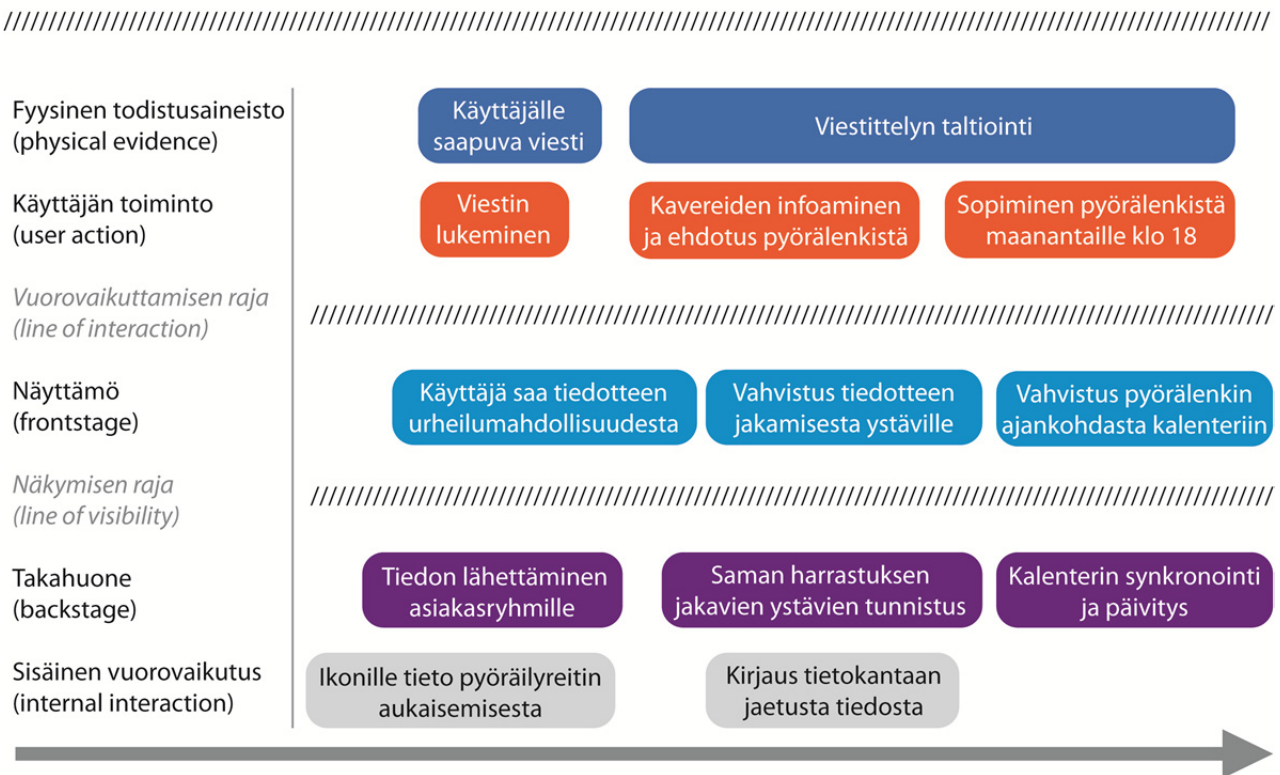 Fyysinen todistusaineisto
(physical evidence)
Käyttäjälle
saapuva viesti
Viestittelyn taltiointi
Käyttäjän toiminto
(user action)
Viestin
lukeminen
Kavereiden infoaminen
ja ehdotus pyörälenkistä
Sopiminen pyörälenkistä
maanantaille klo 18
Vuorovaikuttamisen raja
(line of interaction)
Näyttämö
(frontstage)
Käyttäjä saa tiedotteen
urheilumahdollisuudesta
Vahvistus tiedotteen
jakamisesta ystäville
Vahvistus pyörälenkin
ajankohdasta kalenteriin
Näkymisen raja
(line of visibility)
Takahuone
(backstage)
Tiedon lähettäminen
asiakasryhmille
Saman harrastuksen
jakavien ystävien tunnistus
Kalenterin synkronointi
ja päivitys
Sisäinen vuorovaikutus
(internal interaction)
Ikonille tieto pyöräilyreitin
aukaisemisesta
Kirjaus tietokantaan
jaetusta tiedosta